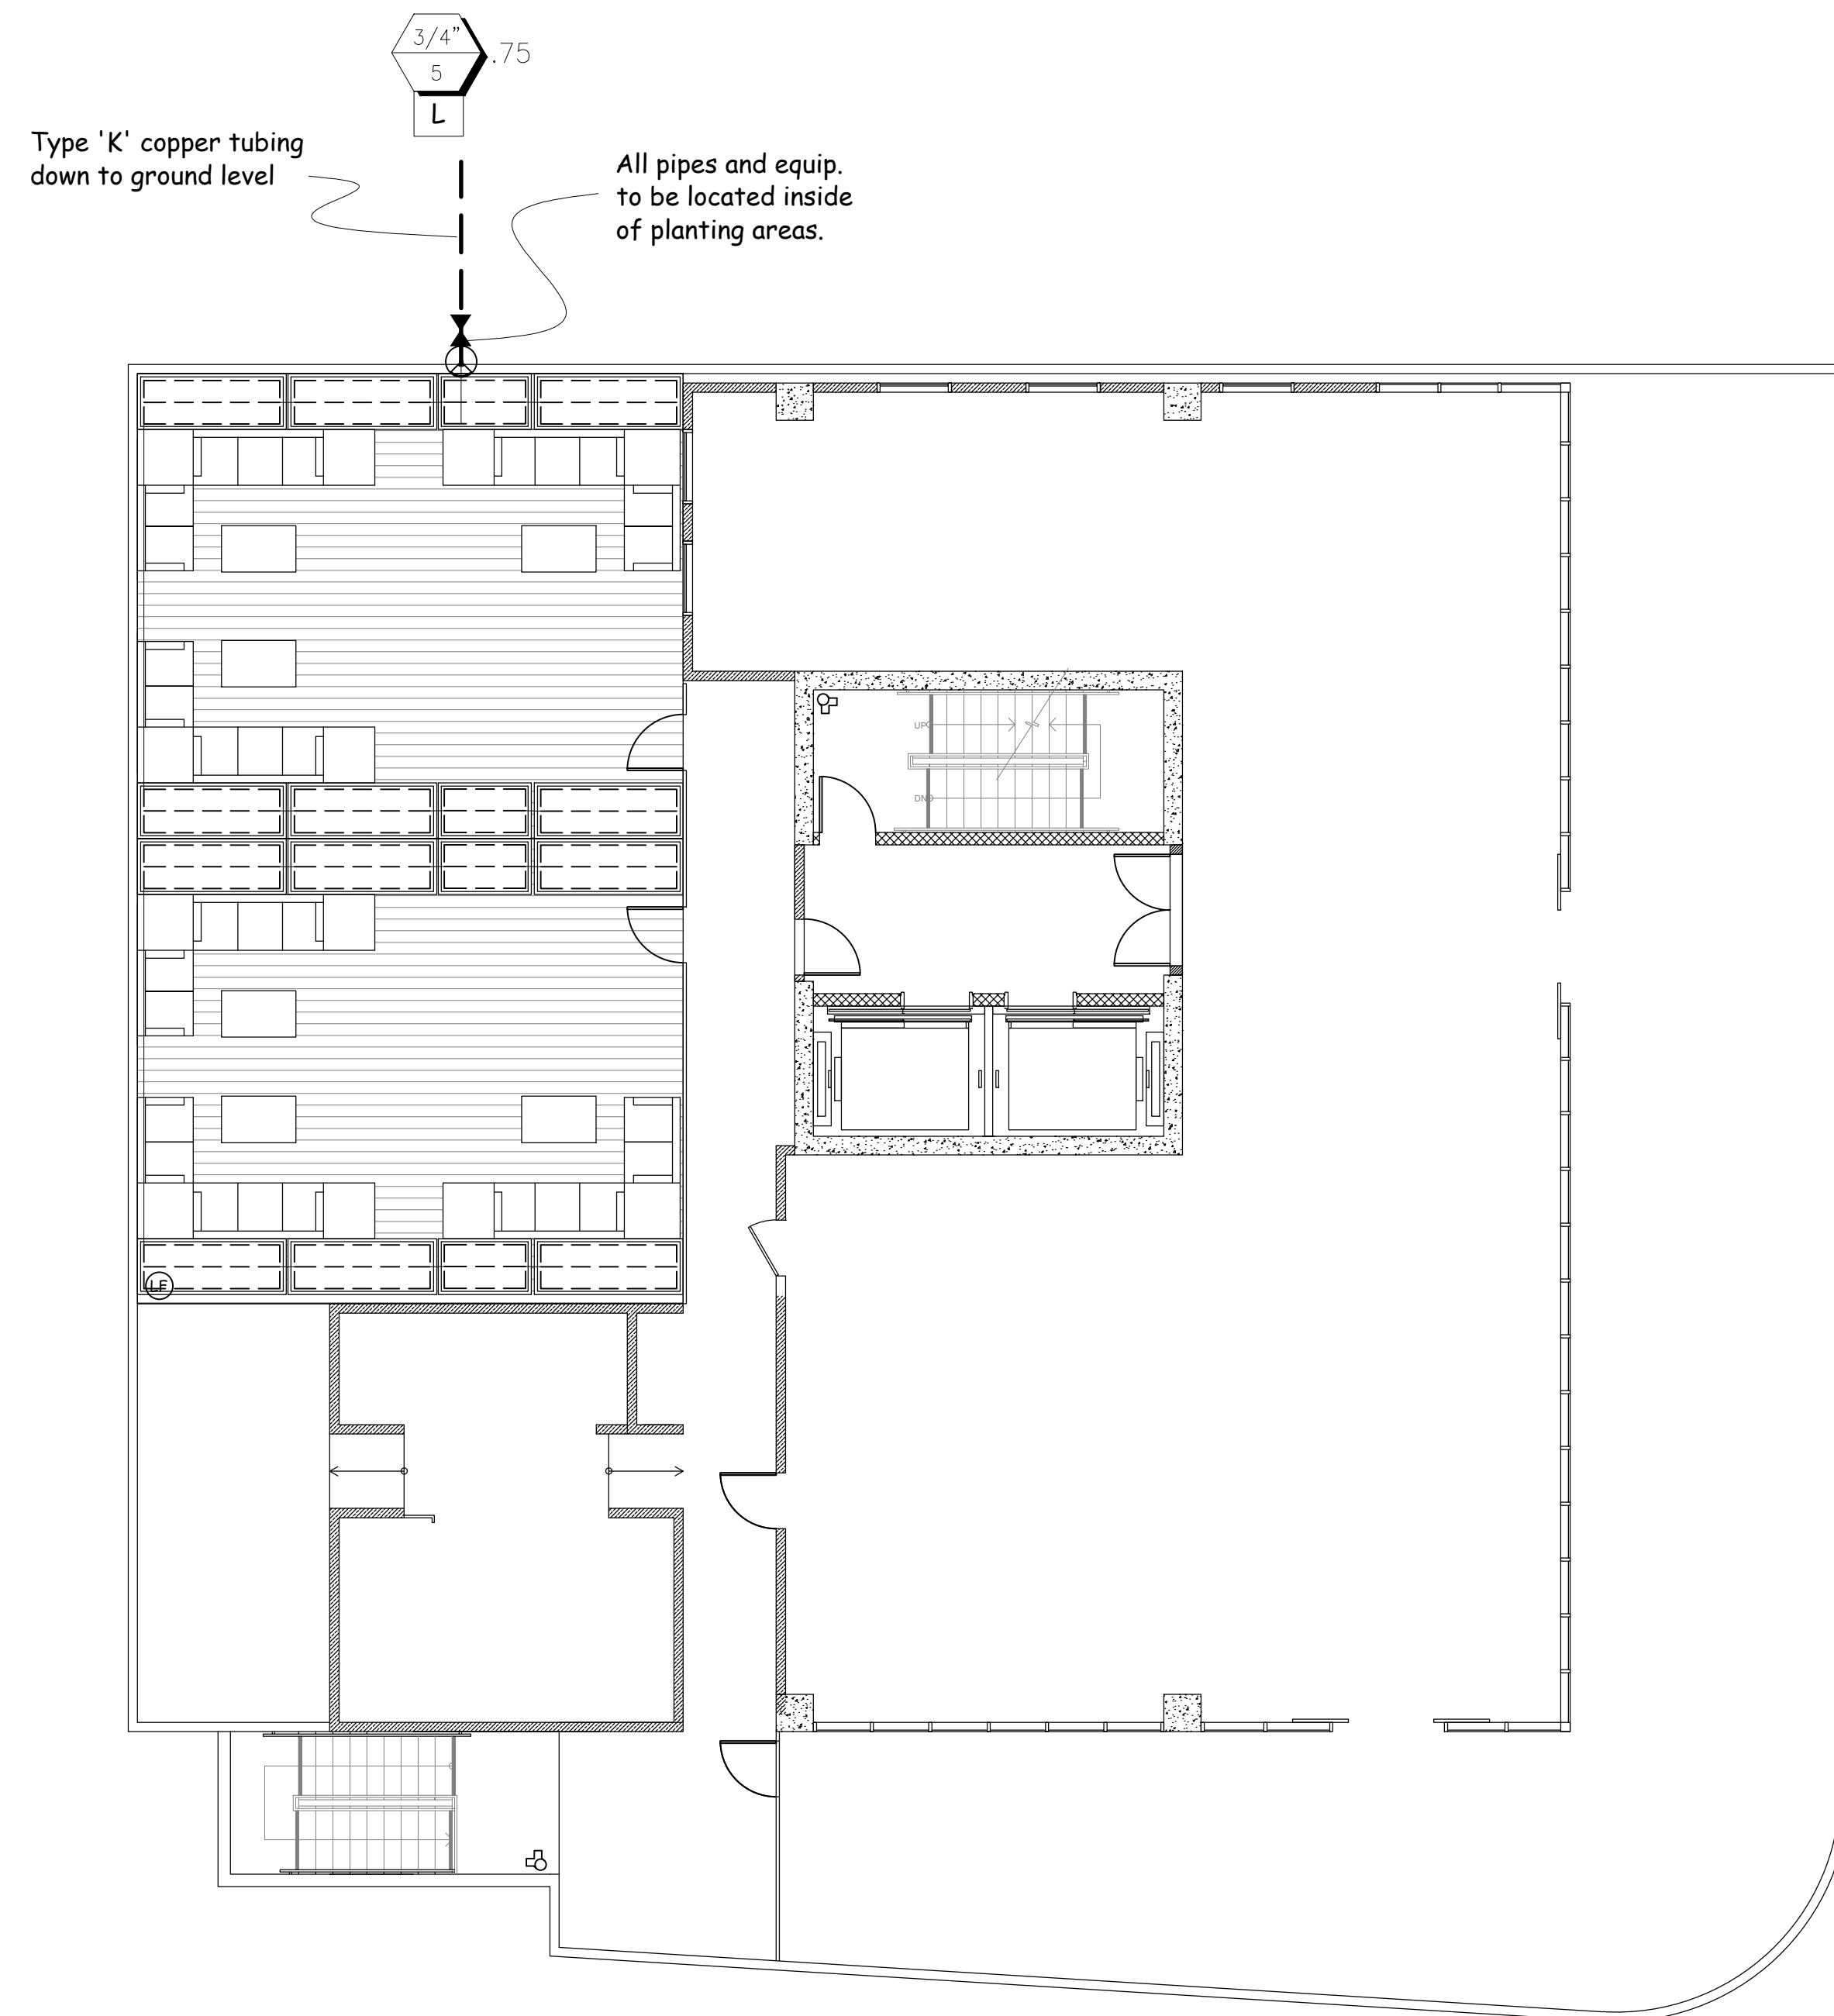 3/4"
.75
5
L
Type 'K' copper tubing
down to ground level
All pipes and equip.
to be located inside
of planting areas.
UP
DN
LF